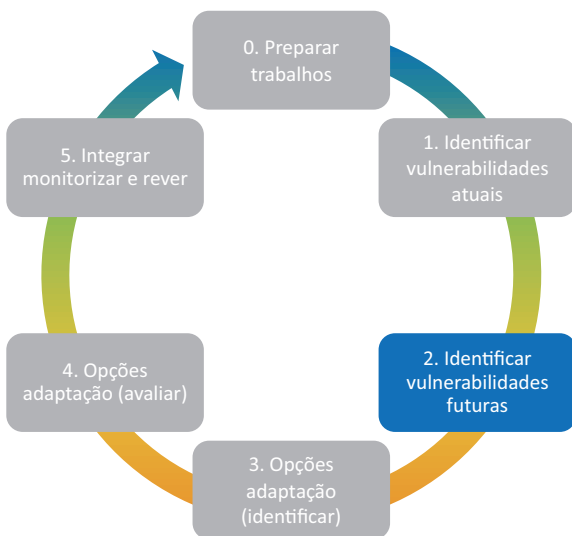 0. Preparar
trabalhos
1. Identificar
vulnerabilidades
atuais
2. Identificar
vulnerabilidades
futuras
3. Opções
adaptação
(identificar)
4. Opções
adaptação (avaliar)
5. Integrar
monitorizar e rever